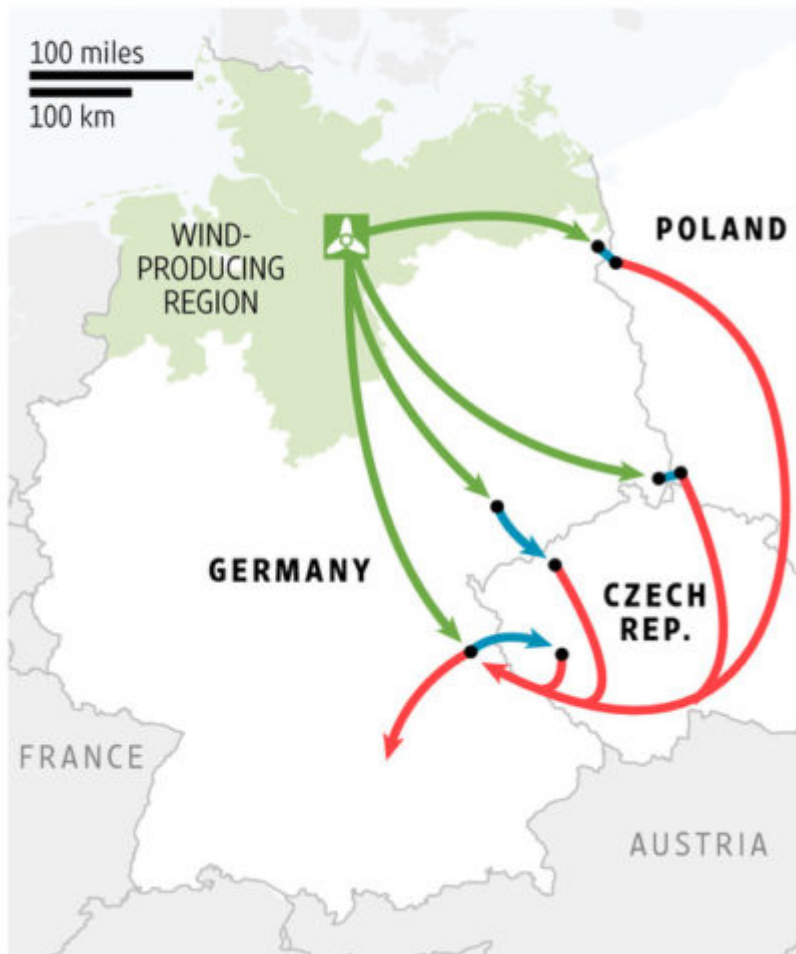 100 miles
100 km
WIND-
PRODUCING
REGION
POLAND
GERMANY
CZECH
REP.
FRANCE
AUSTRIA